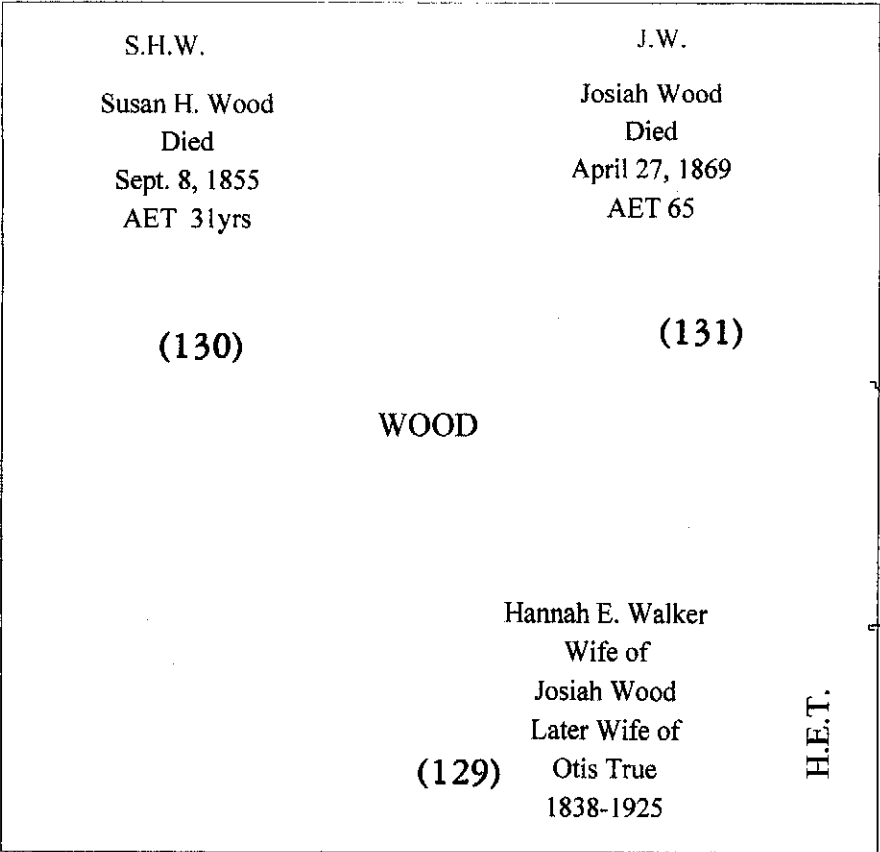 S.H.W.
Susan H. Wood
Died
Sept. 8, 1855
AET 31yrs
(130)
J.W.
Josiah Wood
Died
April 27, 1869
AET 65
(131)
WOOD
Hannah E. Walker
Wife of
Josiah Wood
Later Wife of
Otis True
1838-1925
(129)
H.E.T.